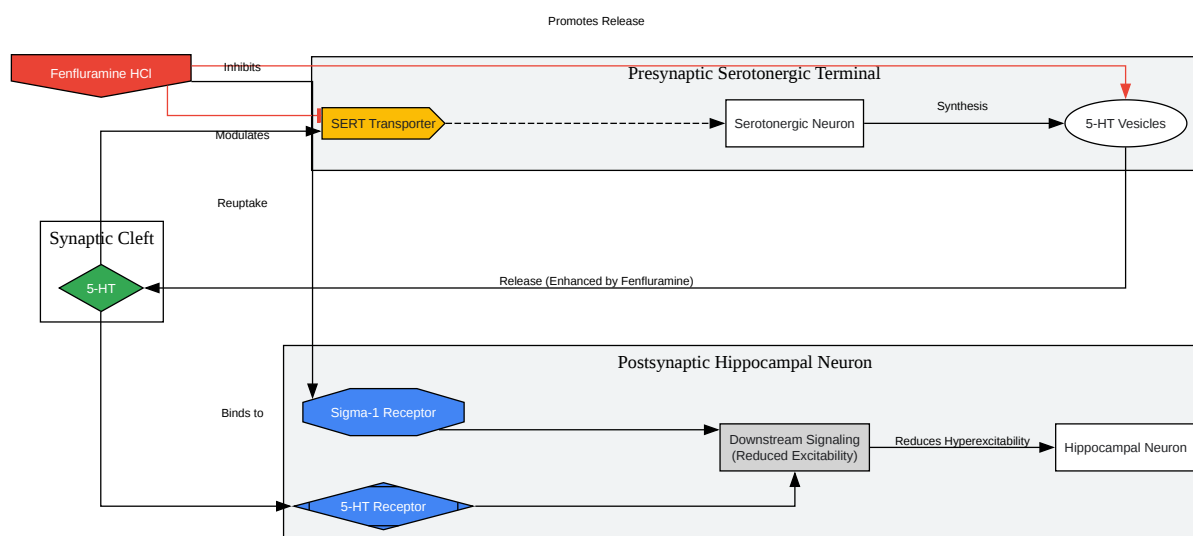 Promotes Release
Fenfluramine HCl
Inhibits
Presynaptic Serotonergic Terminal
SERT Transporter
Serotonergic Neuron
Synthesis
5-HT Vesicles
Modulates
Reuptake
Synaptic Cleft
5-HT
Release (Enhanced by Fenfluramine)
Postsynaptic Hippocampal Neuron
Binds to
Sigma-1 Receptor
Downstream Signaling
(Reduced Excitability)
Reduces Hyperexcitability
Hippocampal Neuron
5-HT Receptor